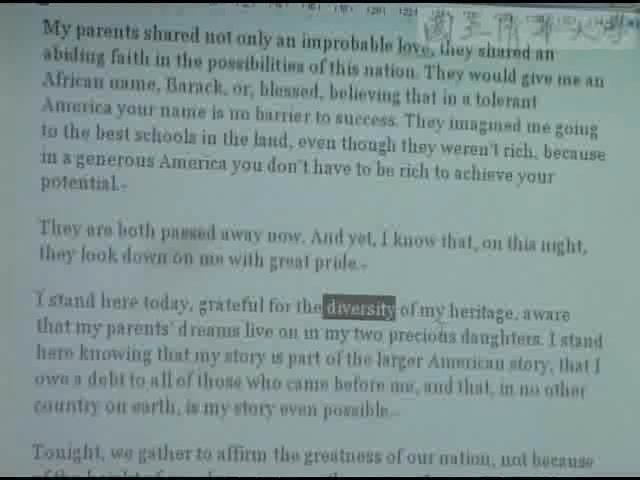 國立清華大學
My parents shared not only an improbable love, they shared an
abiding faith in the possibilities of this nation. They would give me an
African name, Barack, or, blessed, believing that in a tolerant
America your name is no barrier to success. They imagined me going
to the best schools in the land, even though they weren't rich, because
in a generous America you don't have to be rich to achieve your
potential.
They are both passed away now. And yet, I know that, on this night,
they look down on me with great pride.
I stand here today, grateful for the diversity of my heritage, aware
that my parents' dreams live on in my two precious daughters. I stand
here knowing that my story is part of the larger American story, that I
owe a debt to all of those who came before me, and that, in no other
country on earth, is my story even possible.
Tonight, we gather to affirm the greatness of our nation, not because